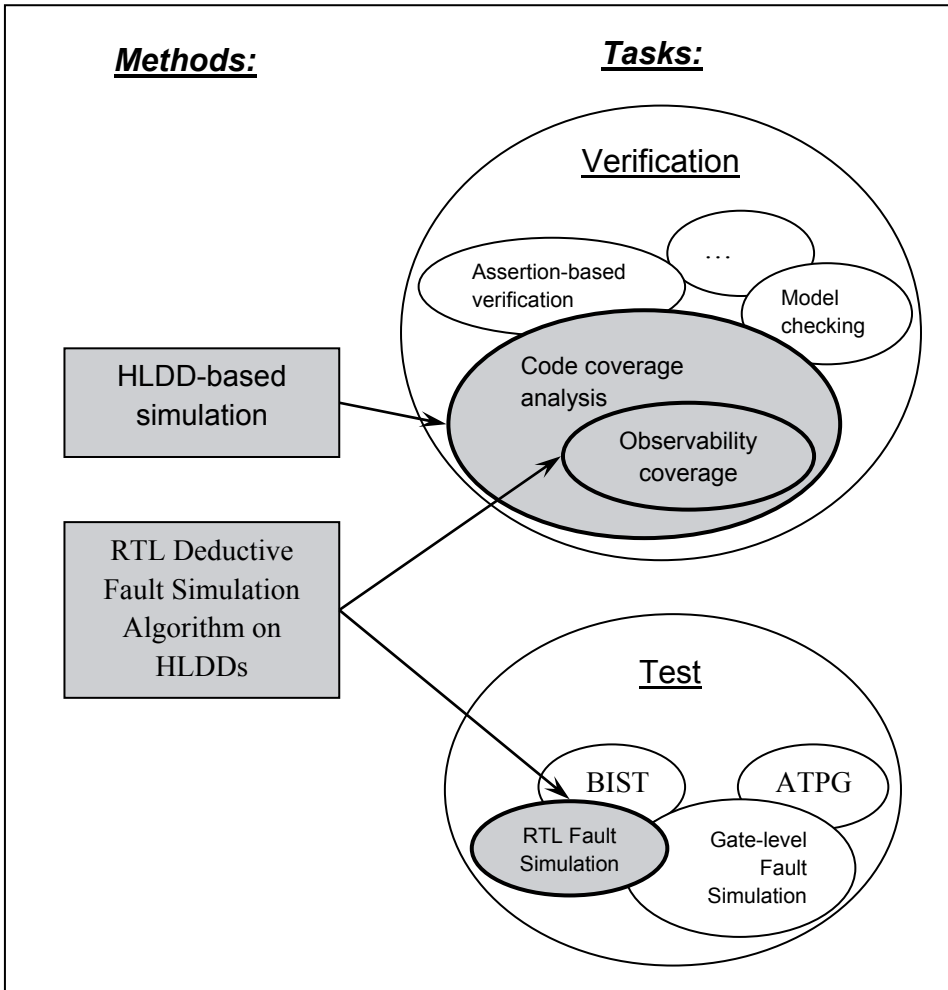 Methods:
Tasks:
Verification
...
Assertion-based
verification
Model
checking
HLDD-based
simulation
Code coverage
analysis
Observability
coverage
RTL Deductive
Fault Simulation
Algorithm on
HLDDs
Test
BIST
ATPG
RTL Fault
Simulation
Gate-level
Fault
Simulation